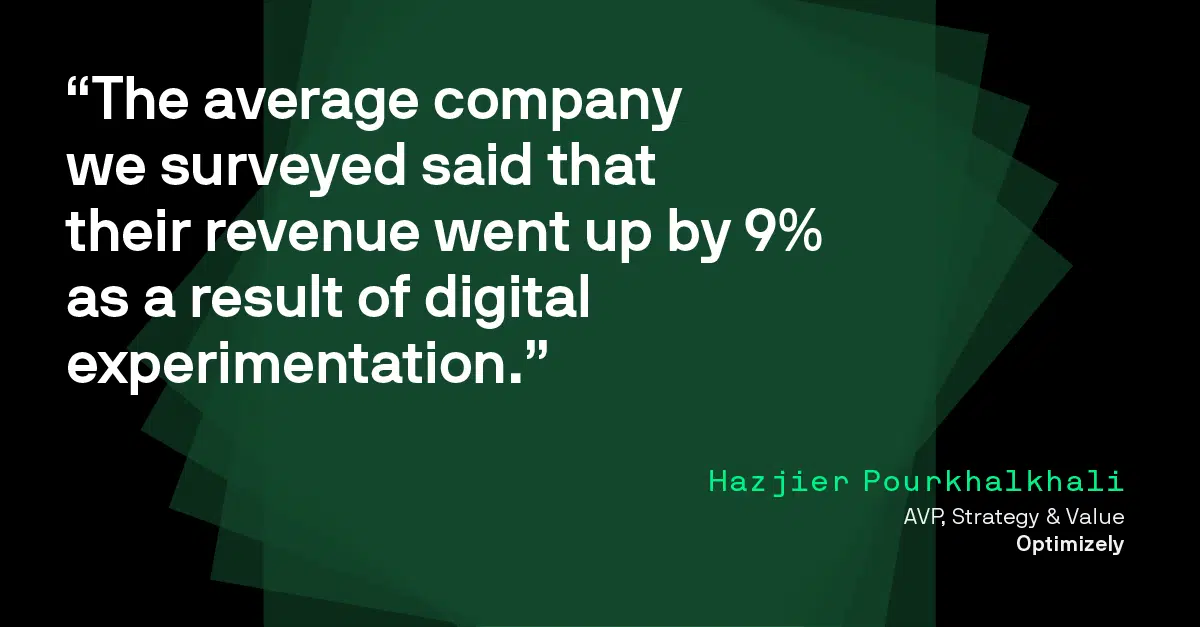 “The average company
we surveyed said that
their revenue went up by 9%
as a result of digital
experimentation.”
Hazjier Pourkhalkhali
AVP, Strategy & Value
Optimizely